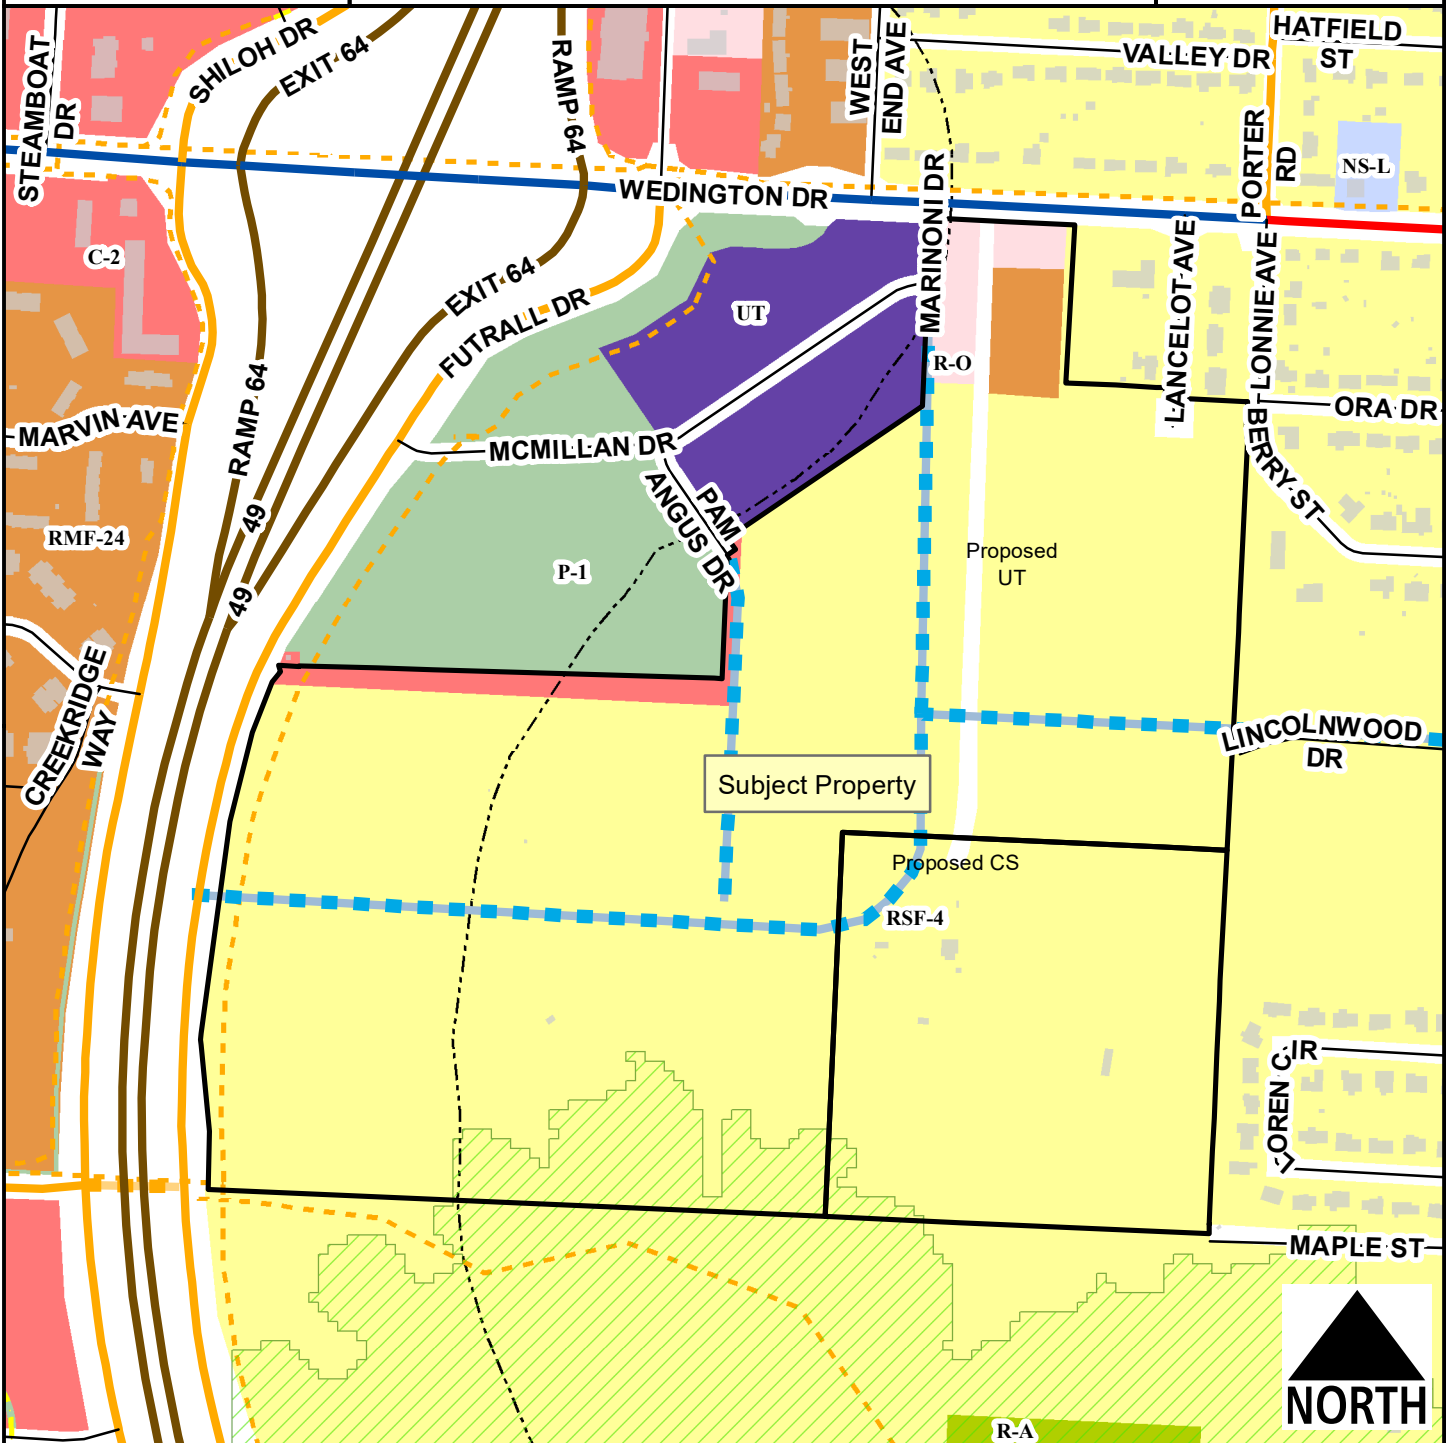 HATFIELD
ST
SHILOH DR
EXIT 64
RAMP 64
WEST
END AVE
VALLEY DR
STEAMBOAT
DR
PORTER
RD
NS-L
WEDINGTON DR
MARINONI DR
C-2
EXIT 64
FUTRALL DR
UT
LANCELOT AVE
LONNIE AVE
R-O
MARVIN AVE
RAMP 64
MCMILLAN DR
ORA DR
BERRY ST
49
PAM
ANGUS DR
RMF-24
P-1
Proposed
UT
49
CREEKRIDGE
WAY
LINCOLNWOOD
DR
Subject Property
Proposed CS
RSF-4
LOREN CIR
MAPLE ST
NORTH
R-A